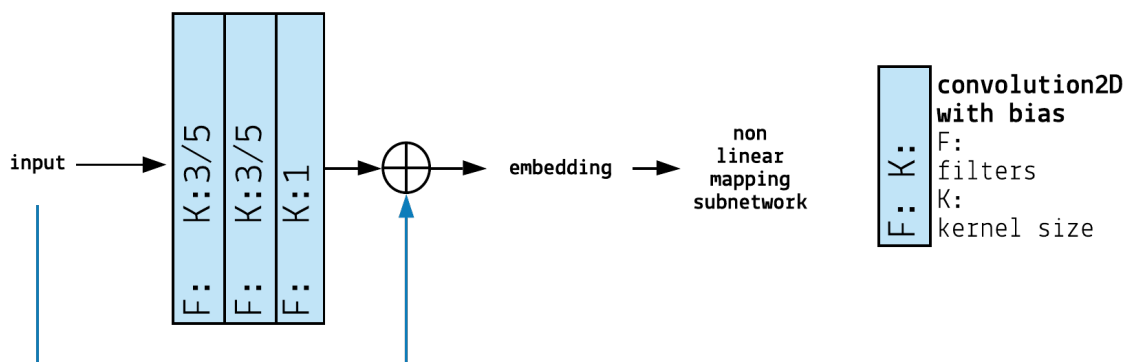 input
F: K:3/5
F: K:3/5
F: K:1
embedding
non
linear
mapping
subnetwork
F: K:
convolution2D
with bias
F:
filters
K:
kernel size